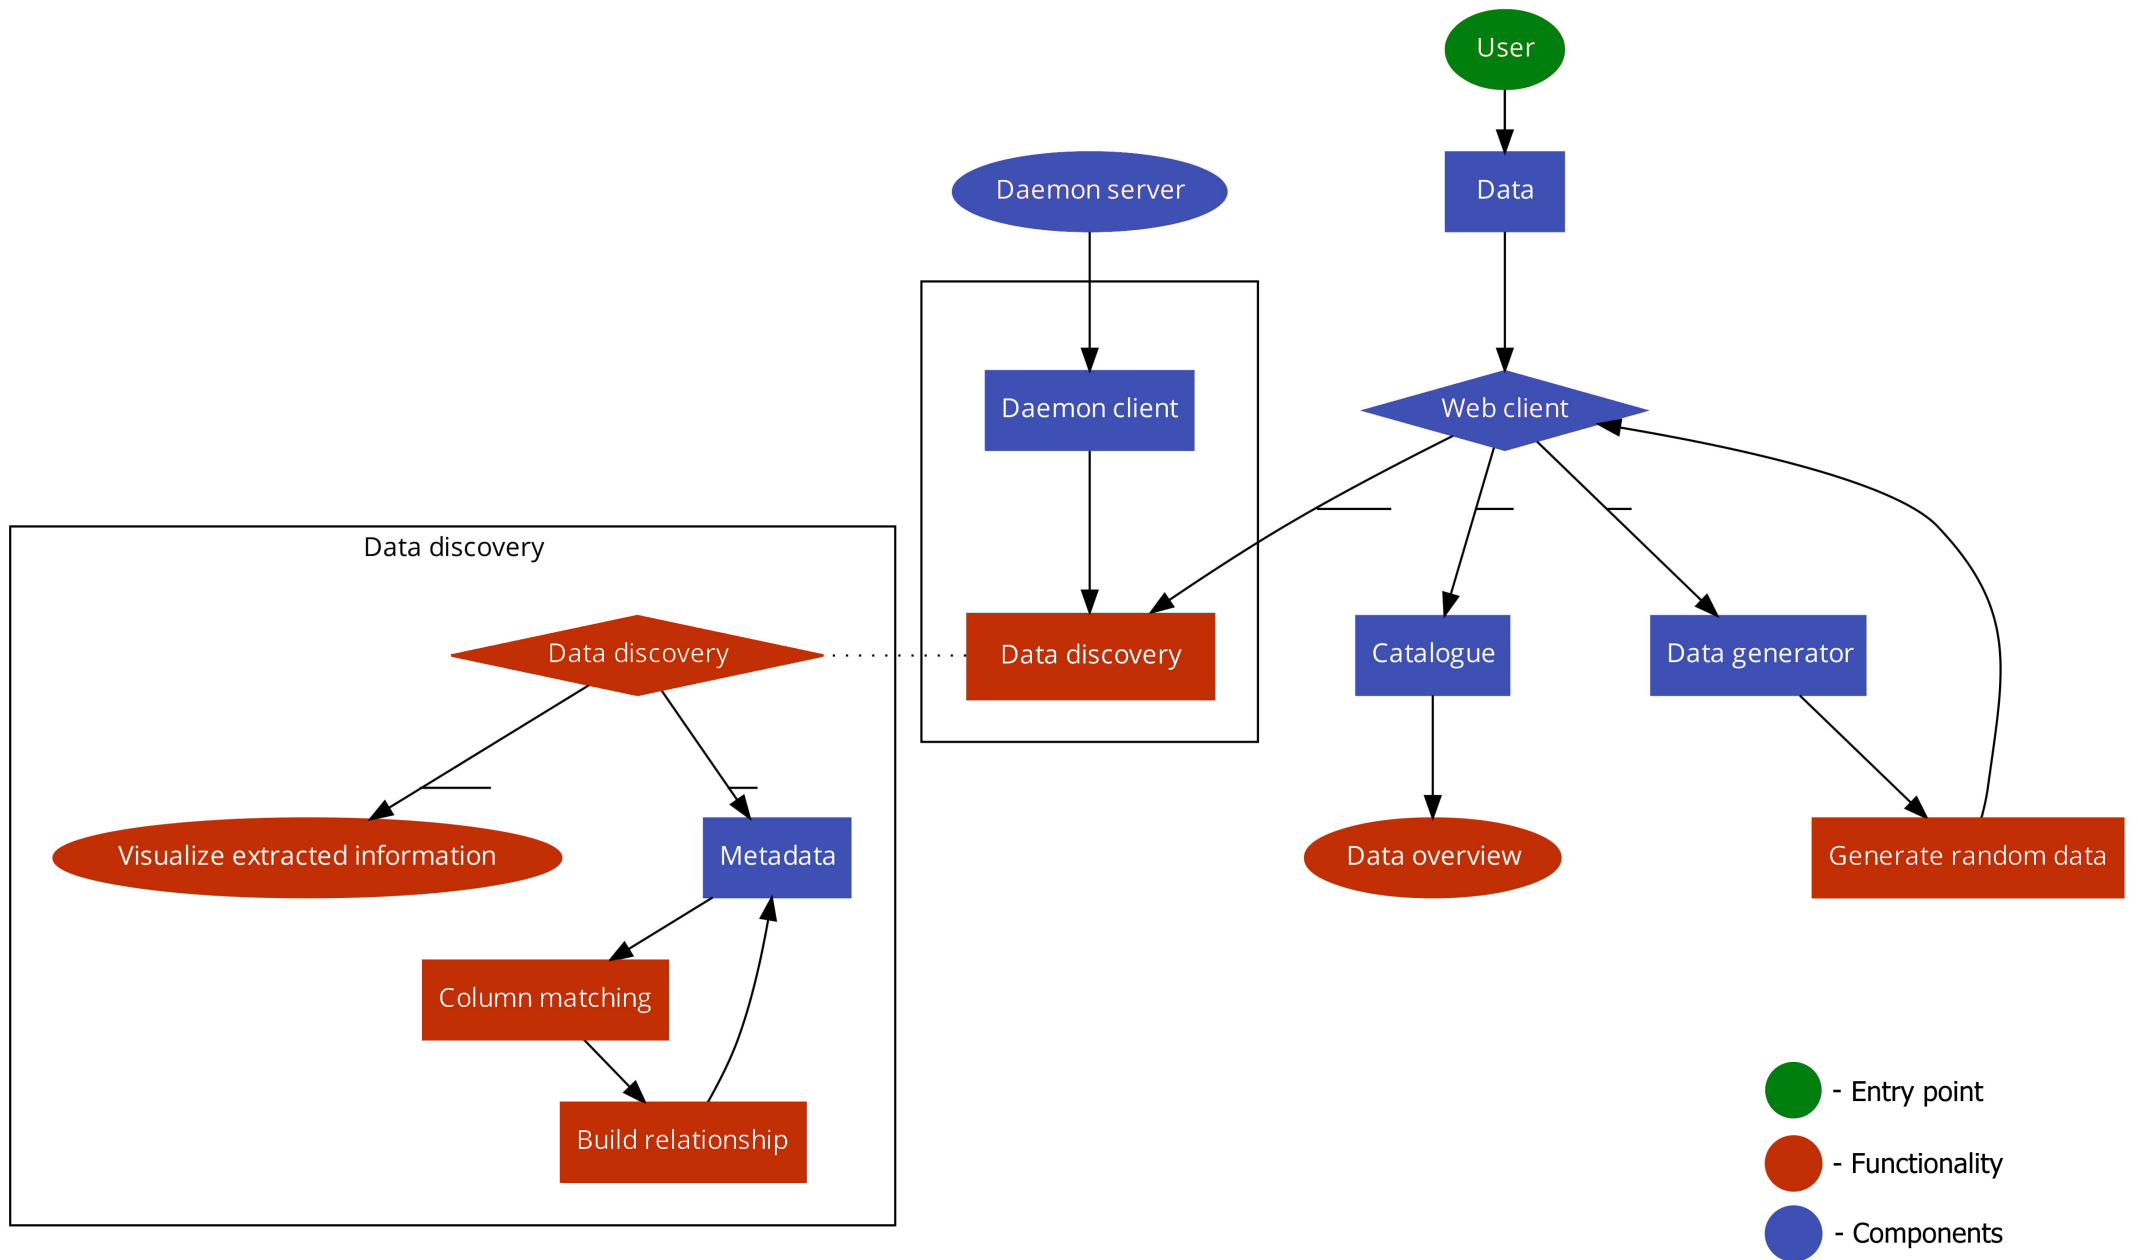 User
Daemon server
Data
Daemon client
Web client
Data discovery
Data discovery
Data discovery
Catalogue
Data generator
Visualize extracted information
Metadata
Data overview
Generate random data
Column matching
Build relationship
- Entry point
- Functionality
- Components